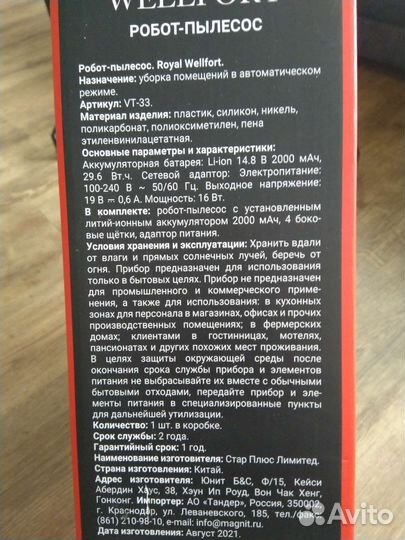 WELLFORT
РОБОТ-ПЫЛЕСОС
Робот-пылесос. Royal Wellfort.
Назначение: уборка помещений в автоматическом
режиме.
Артикул: VT-33.
Материал изделия: пластик, силикон, никель,
поликарбонат, полиоксиметилен, пена
этиленвинилацетатная.
Основные параметры и характеристики:
Аккумуляторная батарея: Li-ion 14.8 В 2000 мАч,
29.6 Вт.ч. Сетевой адаптор: Электропитание:
100-240 В ~ 50/60 Гц. Выходное напряжение:
19 В = 0,6 А. Мощность: 16 Вт.
В комплекте: робот-пылесос с установленным
литий-ионным аккумулятором 2000 мАч, 4 боко-
вые щётки, адаптор питания.
Условия хранения и эксплуатации: Хранить вдали
от влаги и прямых солнечных лучей, беречь от
огня. Прибор предназначен для использования
только в бытовых целях. Прибор не предназначен
для промышленного и коммерческого приме-
нения, а также для использования: в кухонных
зонах для персонала в магазинах, офисах и прочих
производственных помещениях; в фермерских
домах; клиентами в гостинницах, мотелях,
пансионатах и других похожих мест проживания.
В целях защиты окружающей среды после
окончания срока службы прибора и элементов
питания не выбрасывайте их вместе с обычными
бытовыми отходами, передайте прибор и эле-
менты питания в специализированные пункты
для дальнейшей утилизации.
Количество: 1 шт. в коробке.
Срок службы: 2 года.
Гарантийный срок: 1 год.
Наименование изготовителя: Стар Плюс Лимитед.
Страна изготовления: Китай.
Адрес изготовителя: Юнит Б&С, Ф/15, Кейси
Абердин Хаус, 38, Хэун Ип Роуд, Вон Чак Хенг,
Гонконг. Импортер: АО «Тандер», Россия, 350002,
г. Краснодар, ул. Леваневского, 185, тел./факс:
(861) 210-98-10, e-mail: info@magnit.ru.
Дата изготовления: Август 2021.
Avito